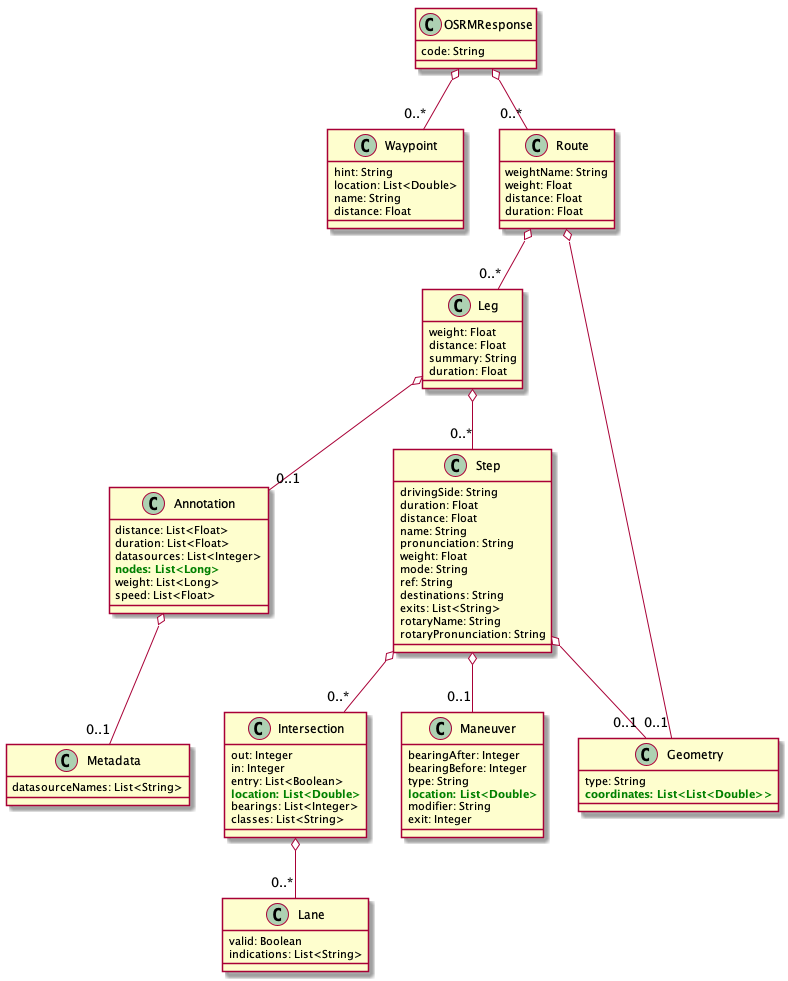 C OSRMResponse
code: String
0..*
0..*
C Waypoint
hint: String
location: List<Double>
name: String
distance: Float
C Route
weightName: String
weight: Float
distance: Float
duration: Float
0..*
C Leg
weight: Float
distance: Float
summary: String
duration: Float
0..*
0..1
C Step
drivingSide: String
duration: Float
distance: Float
name: String
pronunciation: String
weight: Float
mode: String
ref: String
destinations: String
exits: List<String>
rotaryName: String
rotaryPronunciation: String
C Annotation
distance: List<Float>
duration: List<Float>
datasources: List<Integer>
nodes: List<Long>
weight: List<Long>
speed: List<Float>
0..1
0..*
0..1
0..1
0..1
C Metadata
datasourceNames: List<String>
C Intersection
out: Integer
in: Integer
entry: List<Boolean>
location: List<Double>
bearings: List<Integer>
classes: List<String>
C Maneuver
bearingAfter: Integer
bearingBefore: Integer
type: String
location: List<Double>
modifier: String
exit: Integer
C Geometry
type: String
coordinates: List<List<Double>>
0..*
C Lane
valid: Boolean
indications: List<String>